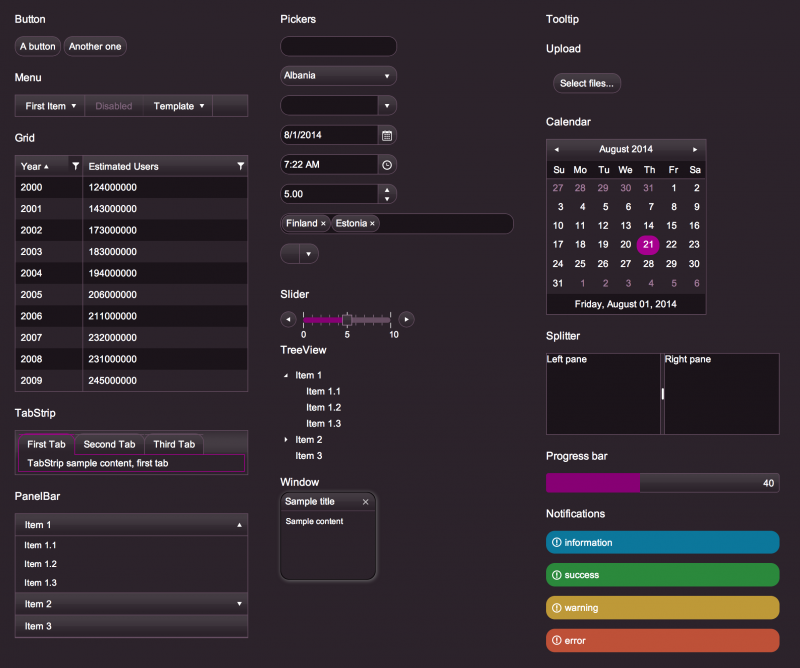 Button
A button
Another one
Menu
First Item
Disabled
Template
Grid
Year
Estimated Users
2000 124000000
2001 143000000
2002 173000000
2003 183000000
2004 194000000
2005 206000000
2006 211000000
2007 232000000
2008 231000000
2009 245000000
TabStrip
First Tab
Second Tab
Third Tab
TabStrip sample content, first tab
PanelBar
Item 1
Item 1.1
Item 1.2
Item 1.3
Item 2
Item 3
Pickers
Albania
8/1/2014
7:22 AM
5.00
Finland ×
Estonia ×
Slider
0 5 10
TreeView
Item 1
Item 1.1
Item 1.2
Item 1.3
Item 2
Item 3
Window
Sample title
Sample content
Tooltip
Upload
Select files...
Calendar
August 2014
Su Mo Tu We Th Fr Sa
27 28 29 30 31 1 2
3 4 5 6 7 8 9
10 11 12 13 14 15 16
17 18 19 20 21 22 23
24 25 26 27 28 29 30
31 1 2 3 4 5 6
Friday, August 01, 2014
Splitter
Left pane
Right pane
Progress bar
40
Notifications
information
success
warning
error